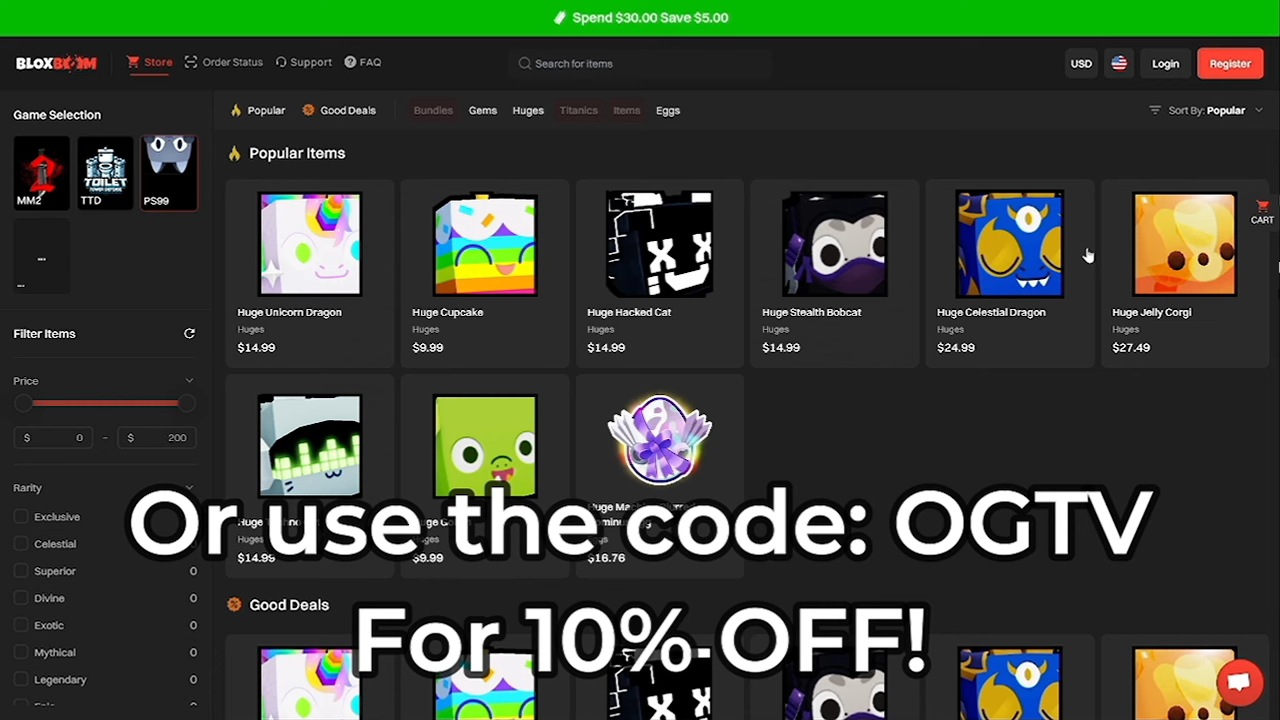 Spend $30.00 Save $5.00
BLOXBOOM
Store
Order Status
Support
FAQ
Search for items
USD
Login
Register
Game Selection
MM2
TTD
PS99
...
...
Popular
Good Deals
Bundles
Gems
Huges
Titanics
Items
Eggs
Sort By: Popular
Popular Items
CART
Huge Unicorn Dragon
Huges
$14.99
Huge Cupcake
Huges
$9.99
Huge Hacked Cat
Huges
$14.99
Huge Stealth Bobcat
Huges
$14.99
Huge Celestial Dragon
Huges
$24.99
Huge Jelly Corgi
Huges
$27.49
Filter Items
Price
$ 0 - $ 200
Rarity
Exclusive
Celestial
Superior 0
Divine 0
Exotic 0
Mythical 0
Legendary 0
Huge
$14.99
Huge
$9.99
Huge
$16.76
Or use the code: OGTV
For 10% OFF!
Good Deals